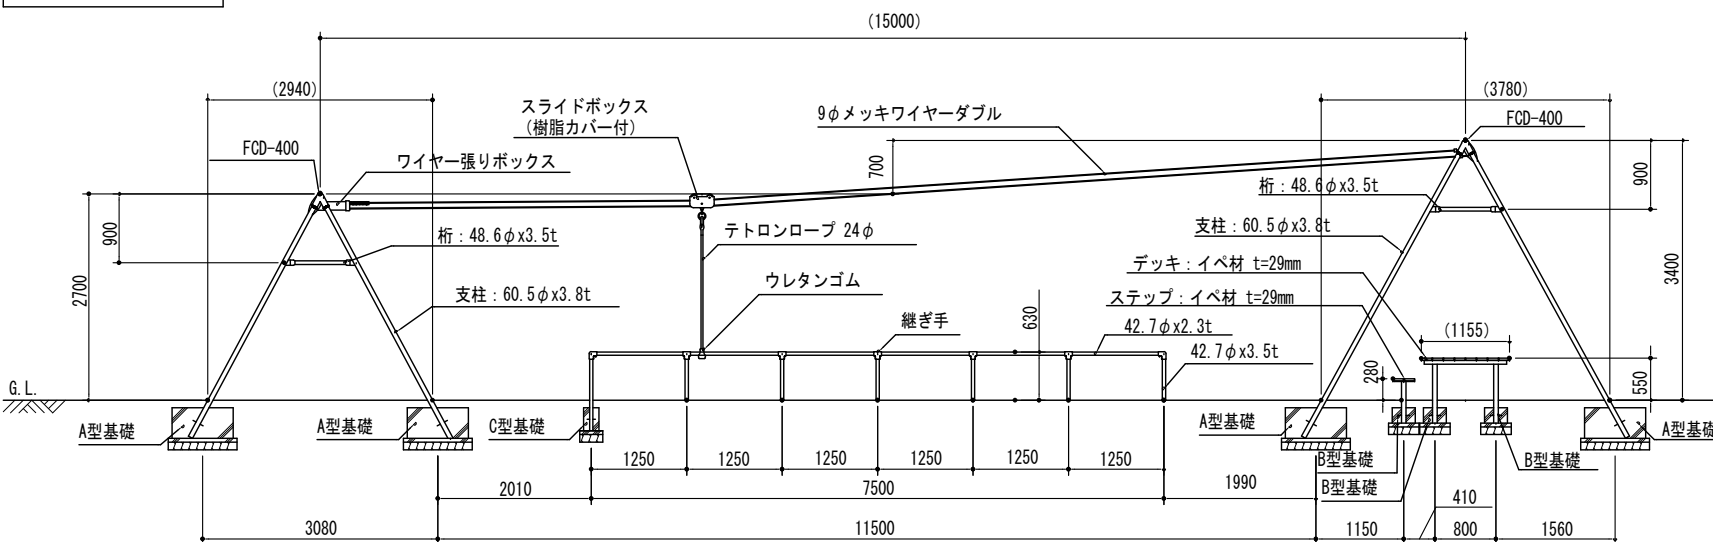 (15000)
(2940)
(3780)
スライドボックス
(樹脂カバー付)
9φメッキワイヤーダブル
FCD-400
FCD-400
ワイヤー張りボックス
700
900
桁：48.6φx3.5t
900
桁：48.6φx3.5t
テトロンロープ 24φ
支柱：60.5φx3.8t
デッキ：イペ材 t=29mm
3400
2700
支柱：60.5φx3.8t
ウレタンゴム
ステップ：イペ材 t=29mm
継ぎ手
630
42.7φx2.3t
(1155)
42.7φx3.5t
280
550
G.L.
A型基礎
A型基礎
C型基礎
A型基礎
A型基礎
1250
1250
1250
1250
1250
1250
B型基礎
B型基礎
B型基礎
2010
7500
1990
410
3080
11500
1150
800
1560